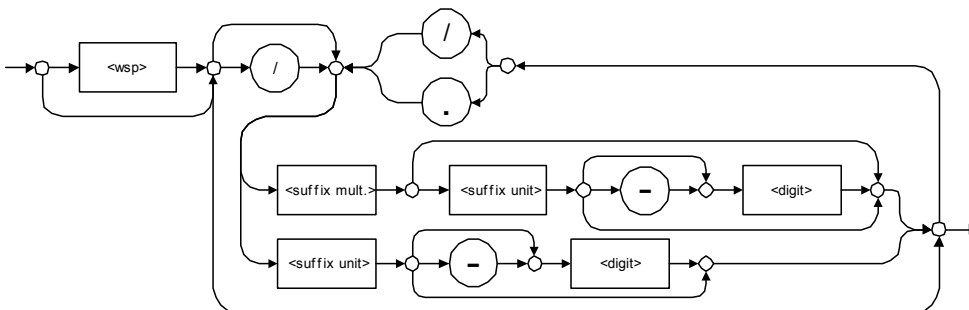 /
<wsp>
/
.
<suffix mult.>
<suffix unit>
-
<digit>
<suffix unit>
-
<digit>